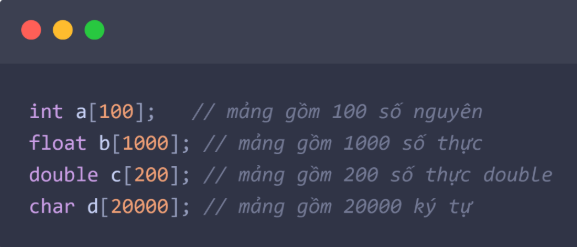 int a[100];   // mảng gồm 100 số nguyên
float b[1000]; // mảng gồm 1000 số thực
double c[200]; // mảng gồm 200 số thực double
char d[20000]; // mảng gồm 20000 ký tự